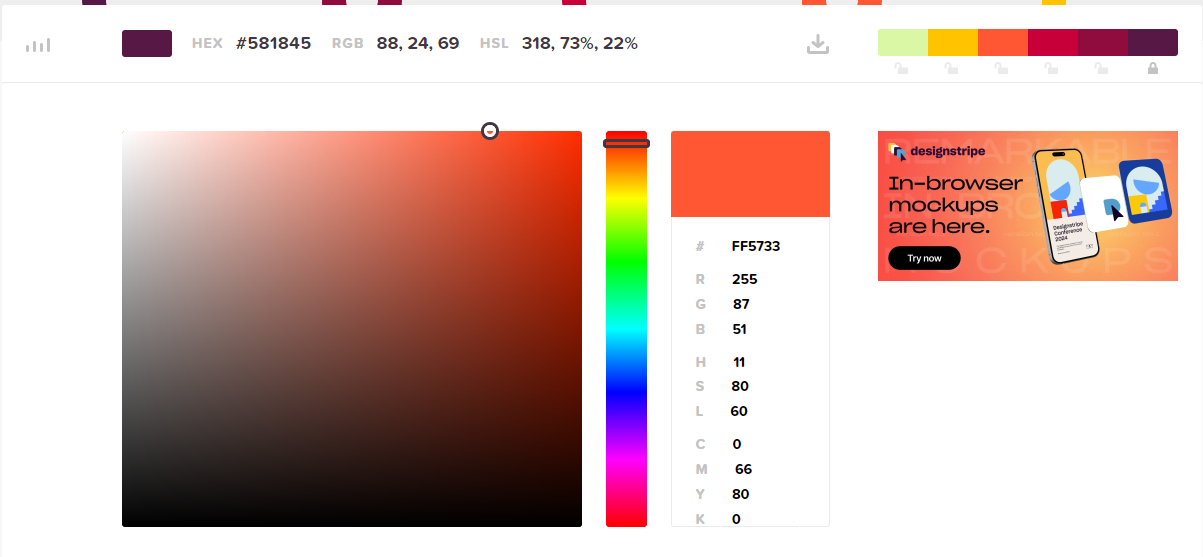 HEX #581845 RGB 88, 24, 69 HSL 318, 73%, 22%
# FF5733
R 255
G 87
B 51
H 11
S 80
L 60
C 0
M 66
Y 80
K 0
designstripe
In-browser
mockups
are here.
Try now
Designstripe
Conference
2024
MOCKUPS